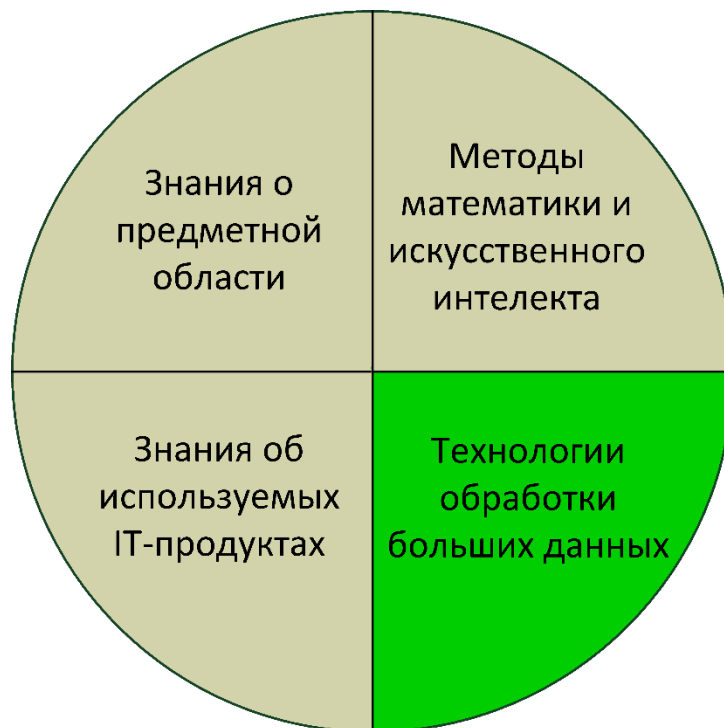 Знания о
предметной
области
Методы
математики и
искусственного
интелекта
Знания об
используемых
IT-продуктах
Технологии
обработки
больших данных